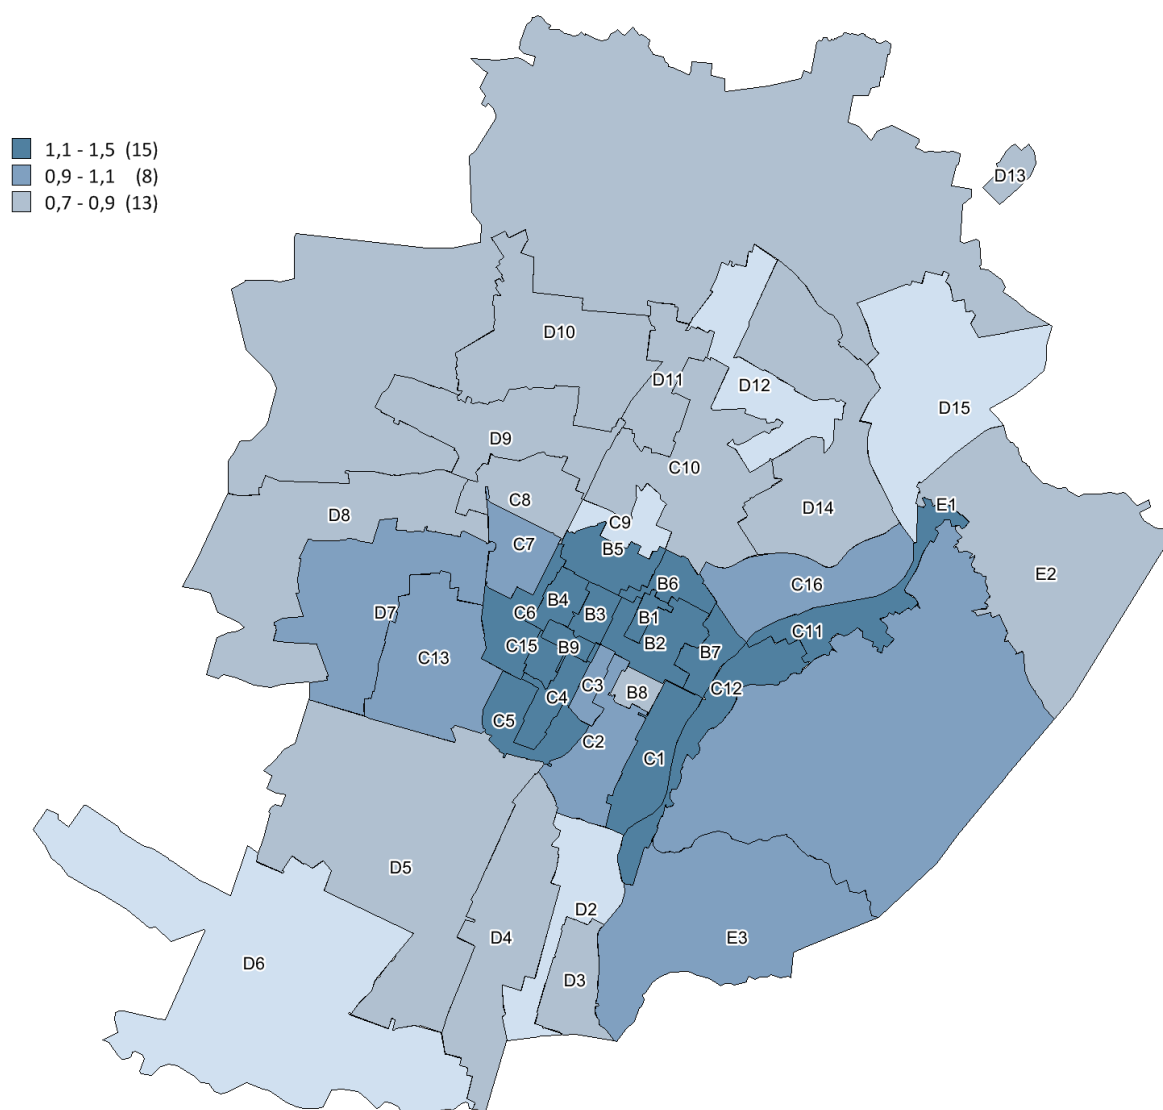 1,1 - 1,5 (15)
0,9 - 1,1 (8)
0,7 - 0,9 (13)
D13
D10
D11
D12
D15
D9
C10
C8
D8
D14
E1
C9
C7
B5
E2
B6
C16
B4
C6
D7
B3
B1
C11
B2
C15
B9
B7
C13
C3
C12
B8
C4
C5
C2
C1
D5
D2
D4
E3
D6
D3